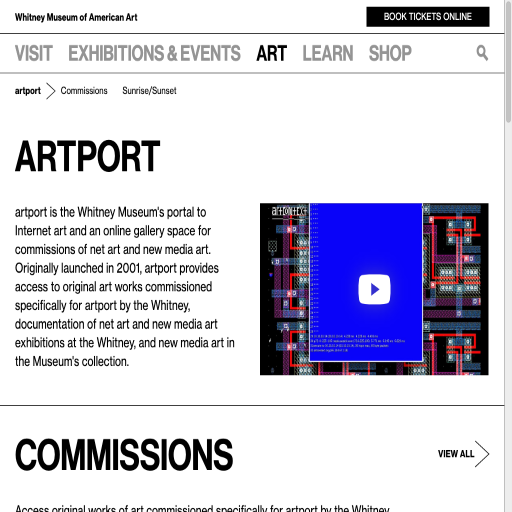 Whitney Museum of American Art
BOOK TICKETS ONLINE
VISIT EXHIBITIONS & EVENTS ART LEARN SHOP
artport Commissions Sunrise/Sunset
ARTPORT
artport is the Whitney Museum's portal to
Internet art and an online gallery space for
commissions of net art and new media art.
Originally launched in 2001, artport provides
access to original art works commissioned
specifically for artport by the Whitney,
documentation of net art and new media art
exhibitions at the Whitney, and new media art in
the Museum's collection.
COMMISSIONS
VIEW ALL
Access original works of art commissioned specifically for artport by the Whitney